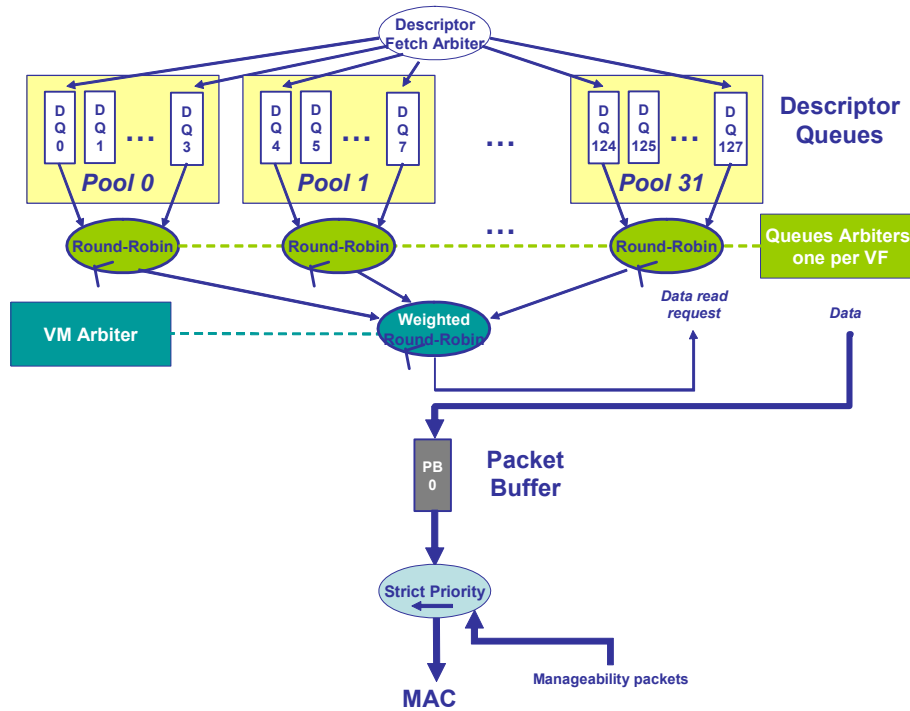 Descriptor
Fetch Arbiter
D
Q
0
D
Q
1
...
D
Q
3
Pool 0
D
Q
4
D
Q
5
...
D
Q
7
Pool 1
...
D
Q
124
D
Q
125
...
D
Q
127
Pool 31
Descriptor
Queues
Round-Robin
Round-Robin
...
Round-Robin
Queues Arbiters
one per VF
VM Arbiter
Weighted
Round-Robin
Data read
request
Data
PB
0
Packet
Buffer
Strict Priority
Manageability packets
MAC